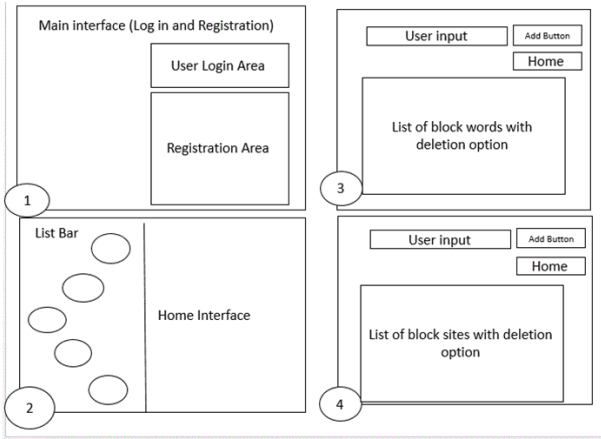 Main interface (Log in and Registration)
User Login Area
Registration Area
1
List Bar
Home Interface
2
User input
Add Button
Home
List of block words with
deletion option
3
User input
Add Button
Home
List of block sites with deletion
option
4